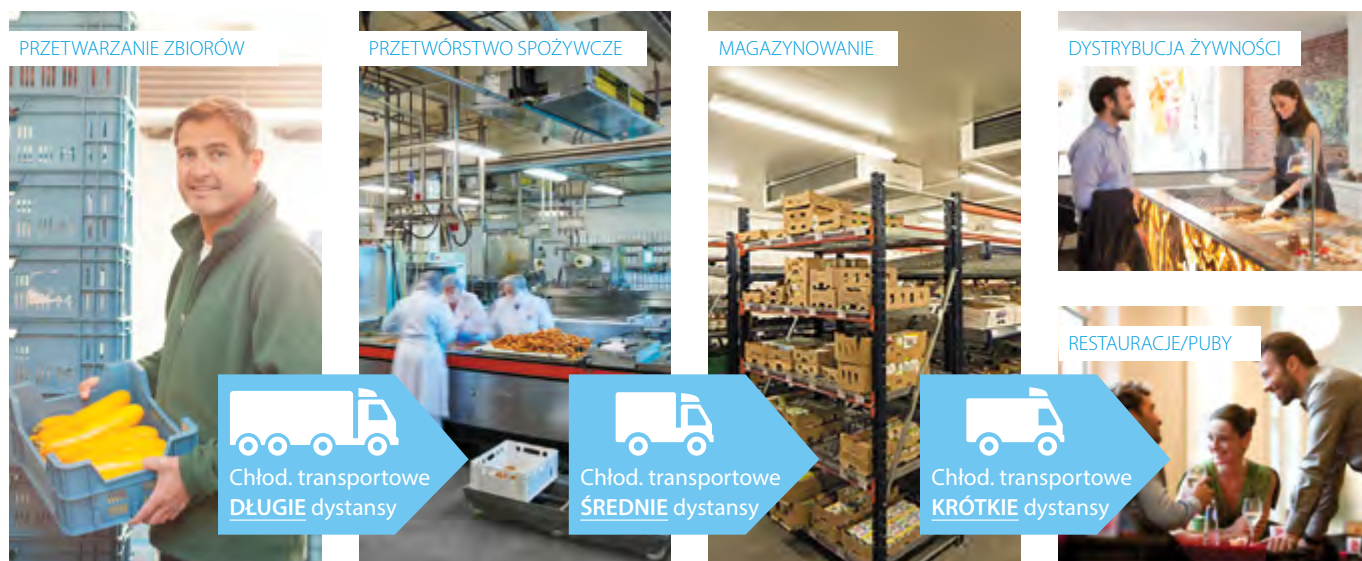 PRZETWARZANIE ZBIORÓW
PRZETWÓRSTWO SPOŻYWCZE
MAGAZYNOWANIE
DYSTRYBUCJA ŻYWNOŚCI
RESTAURACJE/PUBY
Chłod. transportowe
DŁUGIE dystansy
Chłod. transportowe
ŚREDNIE dystansy
Chłod. transportowe
KRÓTKIE dystansy